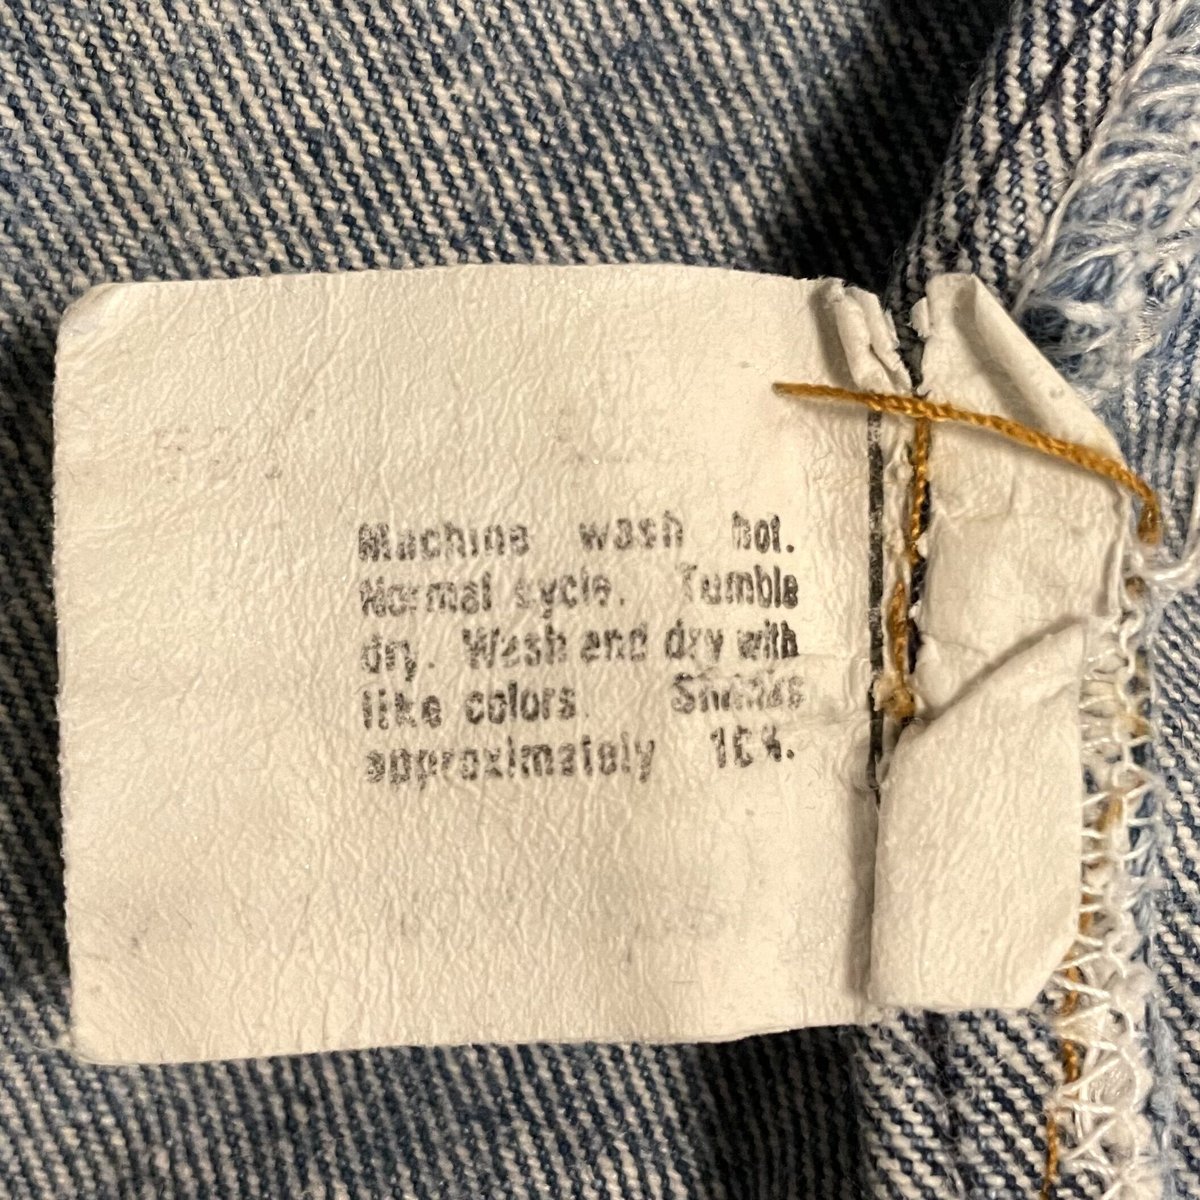 Machine wash hot.
Normal cycle. Tumble
dry. Wash and dry with
like colors. Shrinks
approximately 10%.